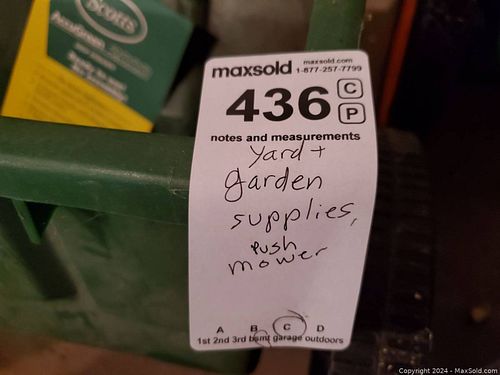 SCOTTS
maxsold
maxsold.com
1-877-257-7799
436
C
P
notes and measurements
Yard +
garden
supplies,
push
mower
A B C D
1st 2nd 3rd bsmt garage outdoors
Copyright 2024 - MaxSold.com